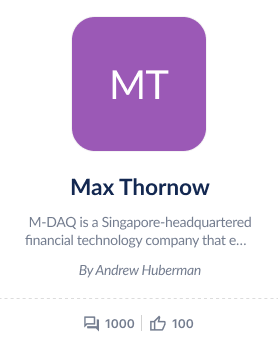 MT
Max Thornow
M-DAQ is a Singapore-headquartered
financial technology company that e...
By Andrew Huberman
1000 100